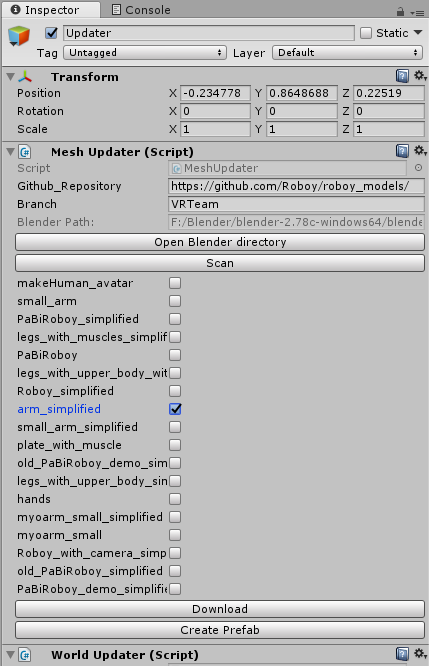 Inspector Console
Updater Static
Tag Untagged Layer Default
Transform
Position X -0.234778 Y 0.8648688 Z 0.22519
Rotation X 0 Y 0 Z 0
Scale X 1 Y 1 Z 1
Mesh Updater (Script)
Script MeshUpdater
Github_Repository https://github.com/Roboy/roboy_models/
Branch VRTeam
Blender Path: F:/Blender/blender-2.78c-windows64/blende
Open Blender directory
Scan
makeHuman_avatar
small_arm
PaBiRoboy_simplified
legs_with_muscles_simplif
PaBiRoboy
legs_with_upper_body_wit
Roboy_simplified
arm_simplified
small_arm_simplified
plate_with_muscle
old_PaBiRoboy_demo_sim
legs_with_upper_body_sin
hands
myoarm_small_simplified
myoarm_small
Roboy_with_camera_simp
old_PaBiRoboy_simplified
PaBiRoboy_demo_simplifie
Download
Create Prefab
World Updater (Script)